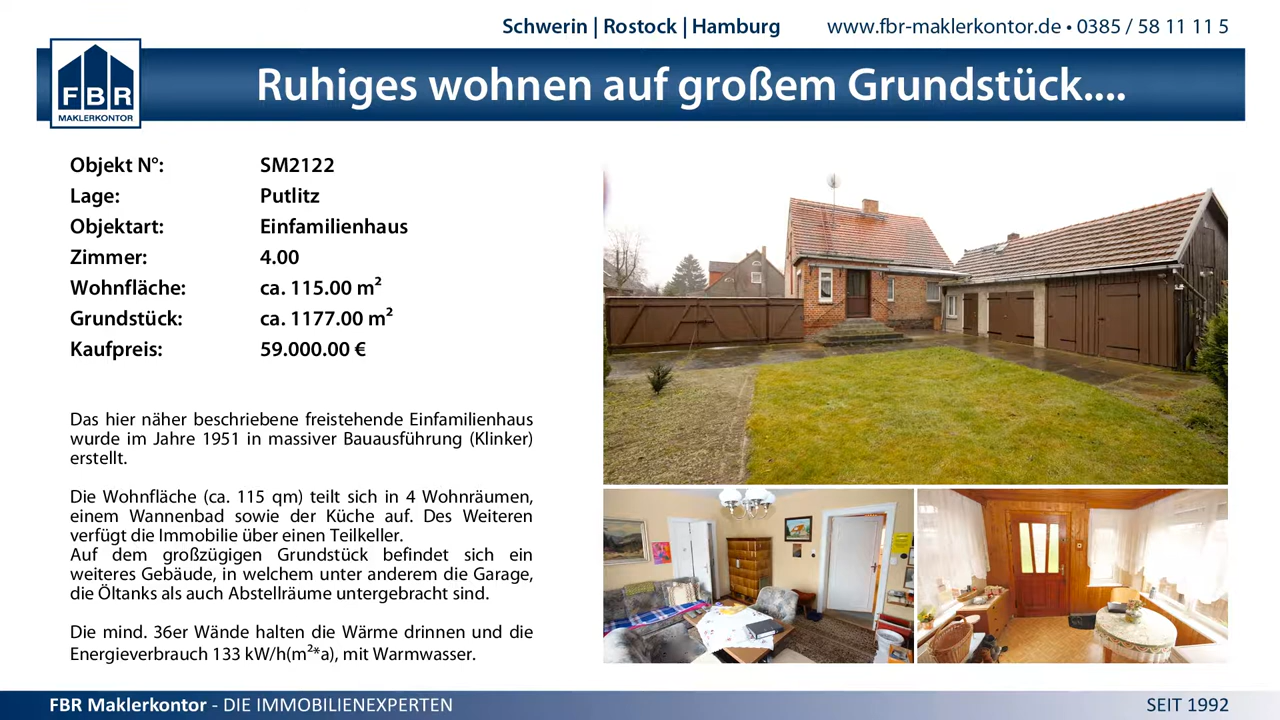 Schwerin | Rostock | Hamburg
www.fbr-maklerkontor.de • 0385 / 58 11 11 5
FBR
MAKLERKONTOR
Ruhiges wohnen auf großem Grundstück....
Objekt N°: SM2122
Lage: Putlitz
Objektart: Einfamilienhaus
Zimmer: 4.00
Wohnfläche: ca. 115.00 m²
Grundstück: ca. 1177.00 m²
Kaufpreis: 59.000.00 €
Das hier näher beschriebene freistehende Einfamilienhaus
wurde im Jahre 1951 in massiver Bauausführung (Klinker)
erstellt.
Die Wohnfläche (ca. 115 qm) teilt sich in 4 Wohnräumen,
einem Wannenbad sowie der Küche auf. Des Weiteren
verfügt die Immobilie über einen Teilkeller.
Auf dem großzügigen Grundstück befindet sich ein
weiteres Gebäude, in welchem unter anderem die Garage,
die Öltanks als auch Abstellräume untergebracht sind.
Die mind. 36er Wände halten die Wärme drinnen und die
Energieverbrauch 133 kW/h(m²*a), mit Warmwasser.
FBR Maklerkontor - DIE IMMOBILIENEXPERTEN
SEIT 1992